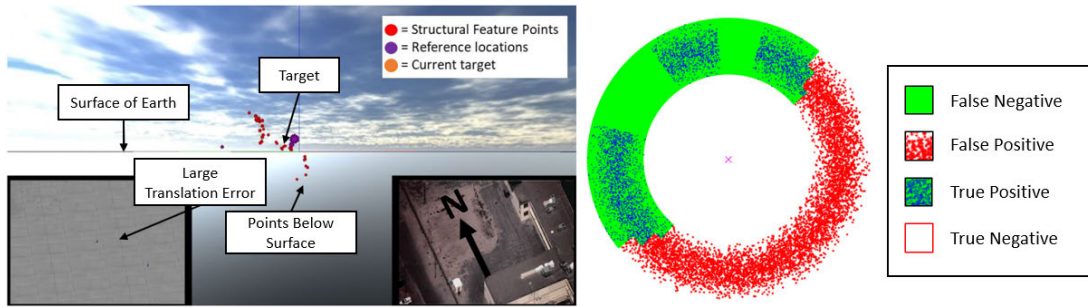 = Structural Feature Points
= Reference locations
= Current target
Target
Surface of Earth
Large
Translation Error
Points Below
Surface
N
False Negative
False Positive
True Positive
True Negative